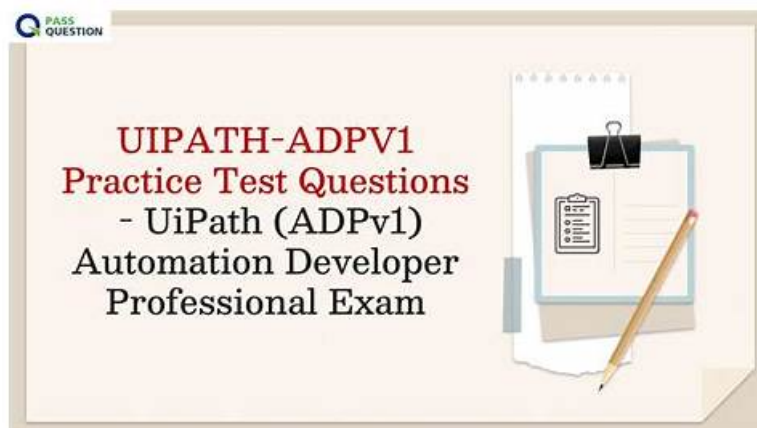 PASS
QUESTION
UIPATH-ADPV1
Practice Test Questions
- UiPath (ADPv1)
Automation Developer
Professional Exam